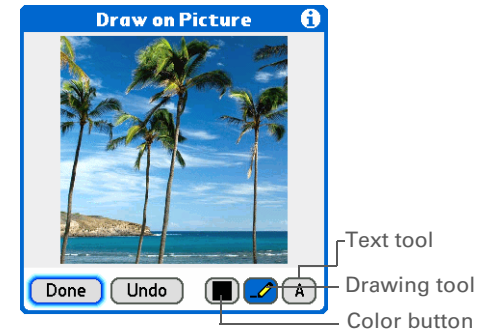 Draw on Picture i
Text tool
Drawing tool
Done Undo A
Color button